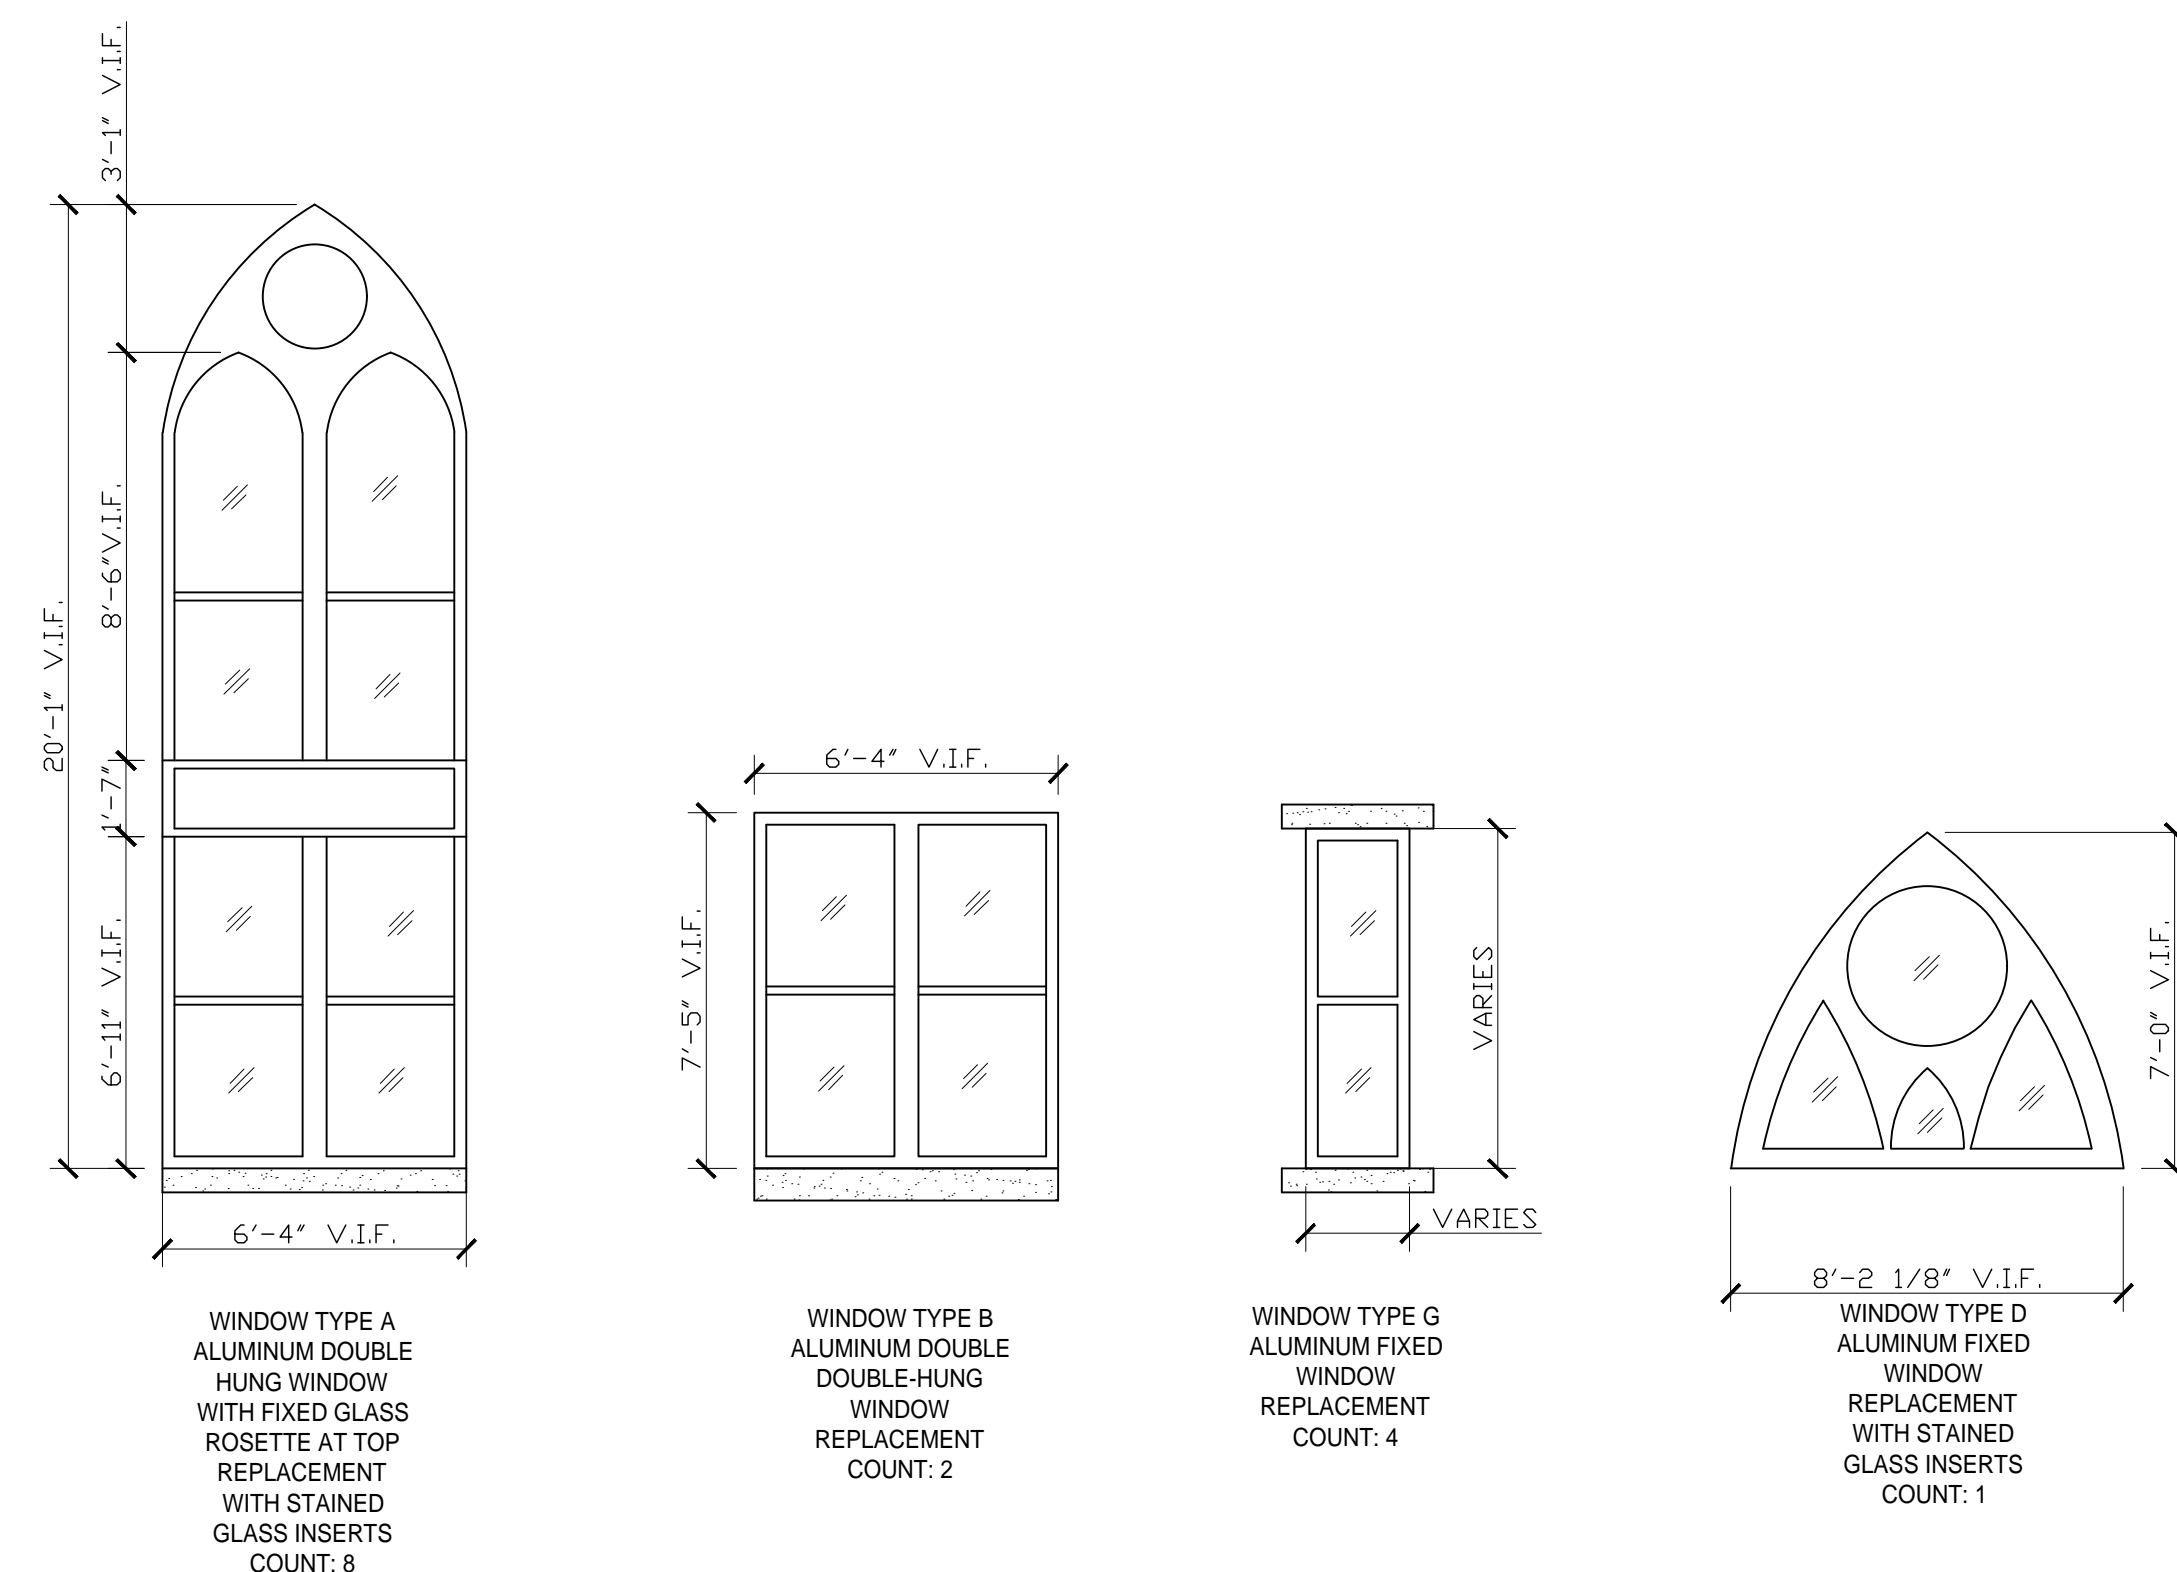 3'-1" V.I.F.
20'-1" V.I.F.
8'-6"V.I.F.
1'-7"
6'-11" V.I.F.
6'-4" V.I.F.
WINDOW TYPE A
ALUMINUM DOUBLE
HUNG WINDOW
WITH FIXED GLASS
ROSETTE AT TOP
REPLACEMENT
WITH STAINED
GLASS INSERTS
COUNT: 8
6'-4" V.I.F.
7'-5" V.I.F.
WINDOW TYPE B
ALUMINUM DOUBLE
DOUBLE-HUNG
WINDOW
REPLACEMENT
COUNT: 2
VARIES
VARIES
WINDOW TYPE G
ALUMINUM FIXED
WINDOW
REPLACEMENT
COUNT: 4
7'-0" V.I.F.
8'-2 1/8" V.I.F.
WINDOW TYPE D
ALUMINUM FIXED
WINDOW
REPLACEMENT
WITH STAINED
GLASS INSERTS
COUNT: 1